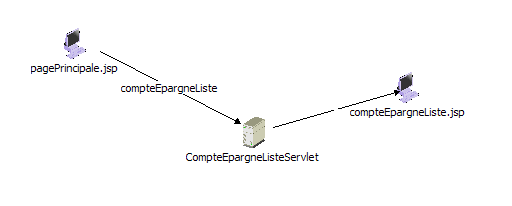 pagePrincipale.jsp
compteEpargneListe
compteEpargneListe.jsp
CompteEpargneListeServlet